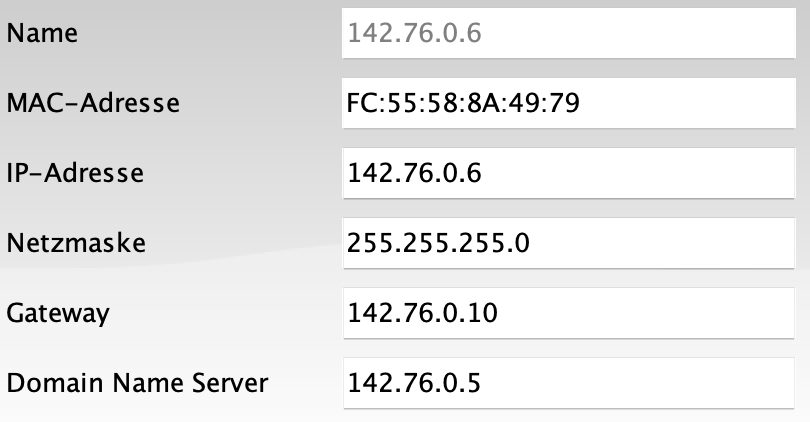 Name 142.76.0.6
MAC-Adresse FC:55:58:8A:49:79
IP-Adresse 142.76.0.6
Netzmaske 255.255.255.0
Gateway 142.76.0.10
Domain Name Server 142.76.0.5